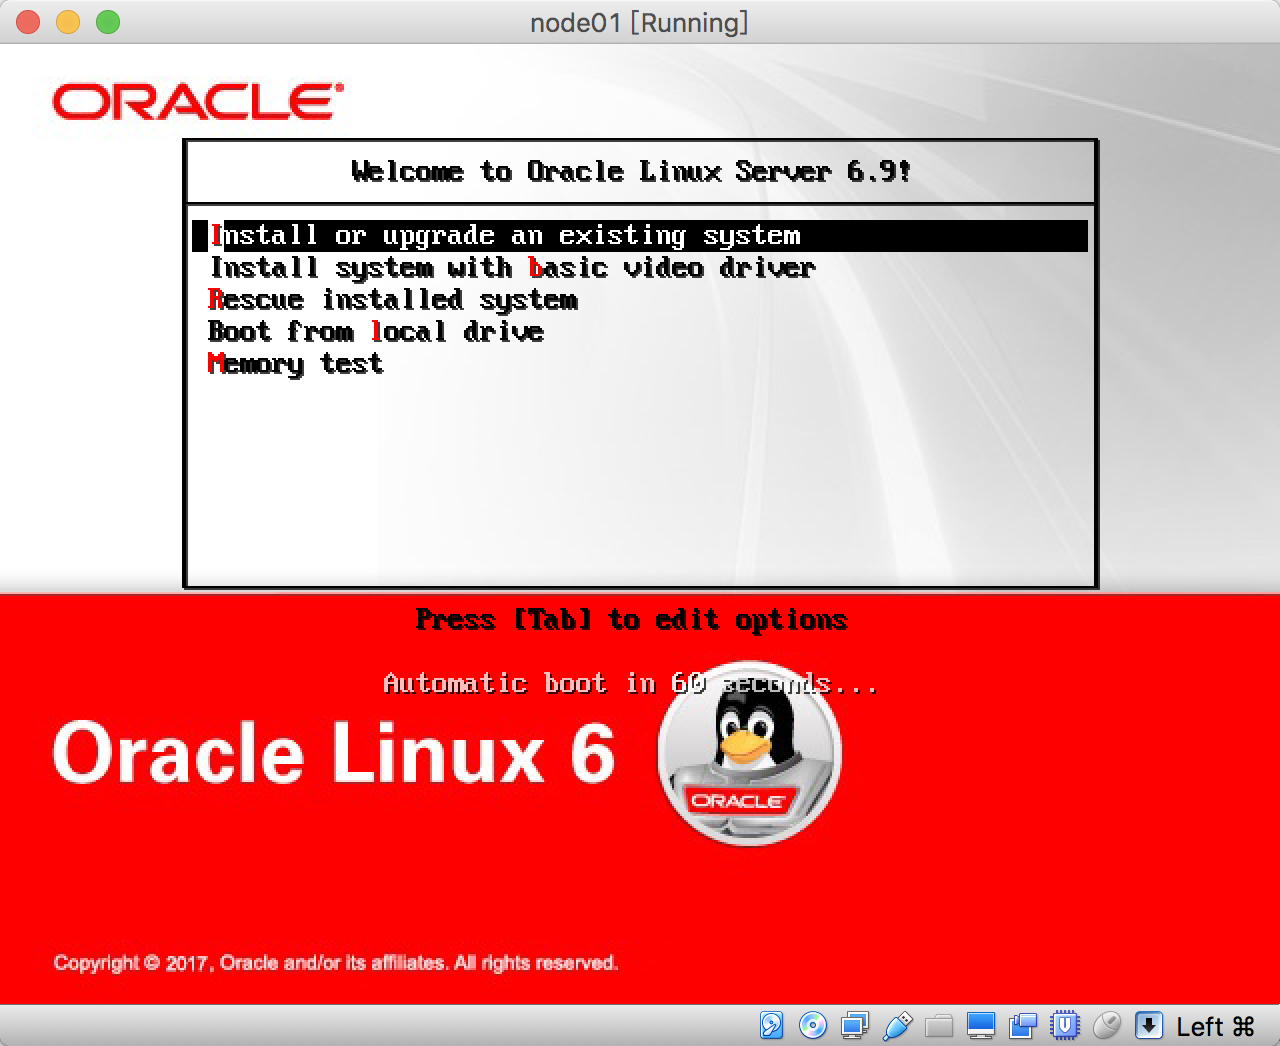 node01 [Running]
ORACLE®
Welcome to Oracle Linux Server 6.9!
Install or upgrade an existing system
Install system with basic video driver
Rescue installed system
Boot from local drive
Memory test
Press [Tab] to edit options
Automatic boot in 60 seconds...
Oracle Linux 6
ORACLE
Copyright © 2017, Oracle and/or its affiliates. All rights reserved.
Left ⌘